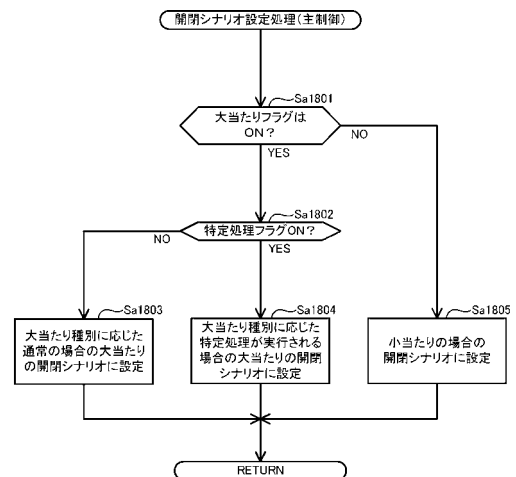 開閉シナリオ設定処理(主制御)
Sa1801
大当たりフラグは
ON?
NO
YES
Sa1802
特定処理フラグON?
NO
YES
Sa1803
大当たり種別に応じた
通常の場合の大当たり
の開閉シナリオに設定
Sa1804
大当たり種別に応じた
特定処理が実行される
場合の大当たりの開閉
シナリオに設定
Sa1805
小当たりの場合の
開閉シナリオに設定
RETURN